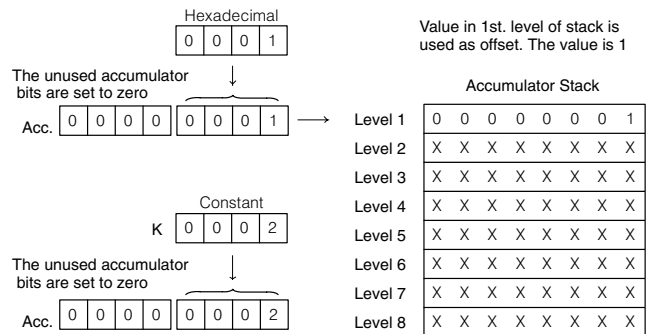 Hexadecimal
0 0 0 1
The unused accumulator
bits are set to zero
Acc. 0 0 0 0 0 0 0 1
Constant
K 0 0 0 2
The unused accumulator
bits are set to zero
Acc. 0 0 0 0 0 0 0 2
Value in 1st. level of stack is
used as offset. The value is 1
Accumulator Stack
Level 1 0 0 0 0 0 0 0 1
Level 2 X X X X X X X X
Level 3 X X X X X X X X
Level 4 X X X X X X X X
Level 5 X X X X X X X X
Level 6 X X X X X X X X
Level 7 X X X X X X X X
Level 8 X X X X X X X X